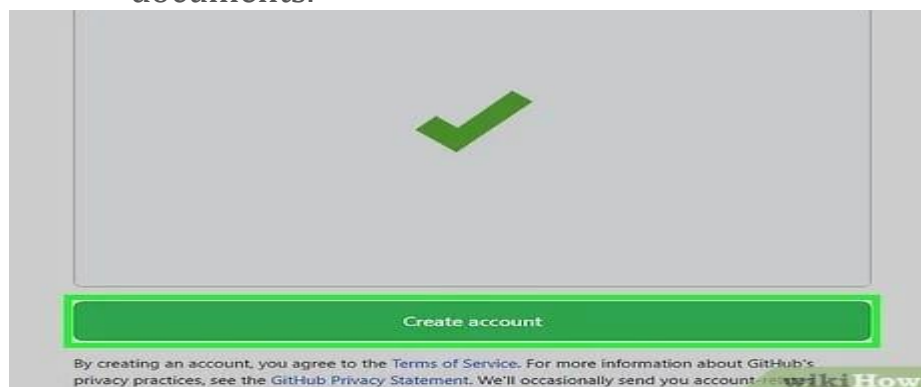 documents.
Create account
By creating an account, you agree to the Terms of Service. For more information about GitHub's
privacy practices, see the GitHub Privacy Statement. We'll occasionally send you account
wikiHow